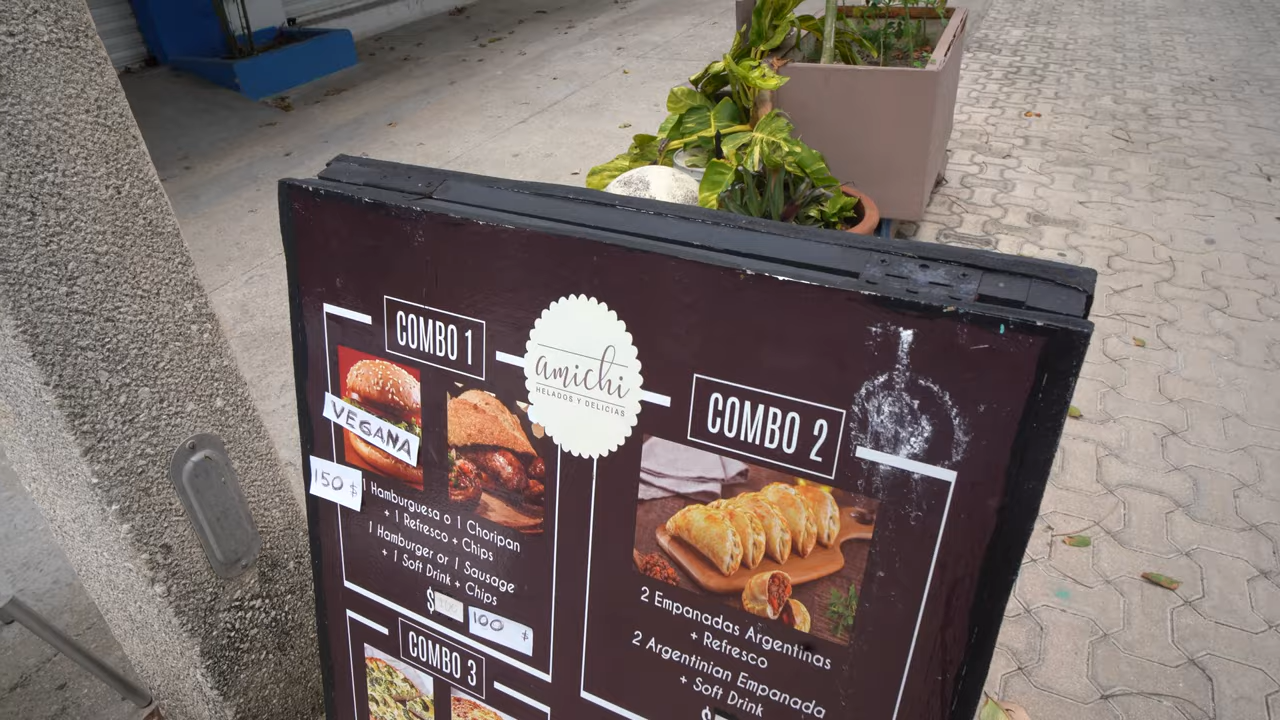 COMBO 1
VEGANA
150 $
1 Hamburguesa o 1 Choripan
+ 1 Refresco + Chips
1 Hamburger or 1 Sausage
+ 1 Soft Drink + Chips
$
100 $
amichi
HELADOS Y DELICIAS
COMBO 2
2 Empanadas Argentinas
+ Refresco
2 Argentinian Empanada
+ Soft Drink
$
COMBO 3